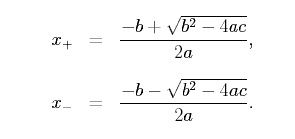 x₊ = (-b + √(b² − 4ac)) / 2a,
x₋ = (-b − √(b² − 4ac)) / 2a.